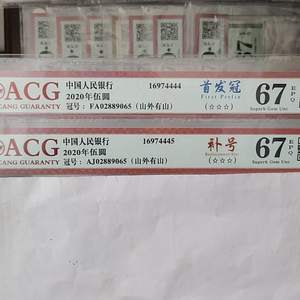 ACG
CANG GUARANTY
中国人民银行 16974444
2020年伍圆
冠号：FA02889065（山外有山）
首发冠
First Prefix
(☆☆☆)
67 EPQ
Superb Gem Unc
ACG
CANG GUARANTY
中国人民银行 16974445
2020年伍圆
冠号：AJ02889065（山外有山）
补号
(☆☆☆)
67 EPQ
Superb Gem Unc